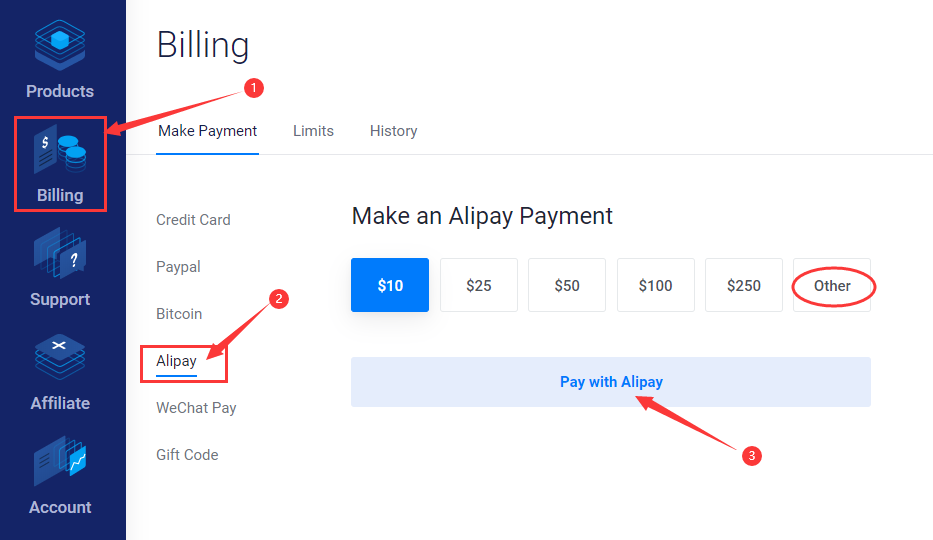 Billing
Products
1
Make Payment Limits History
$
Billing
Credit Card
Make an Alipay Payment
Paypal
?
$10 $25 $50 $100 $250 Other
Support
2
Bitcoin
Alipay
Pay with Alipay
Affiliate
WeChat Pay
Gift Code
3
Account